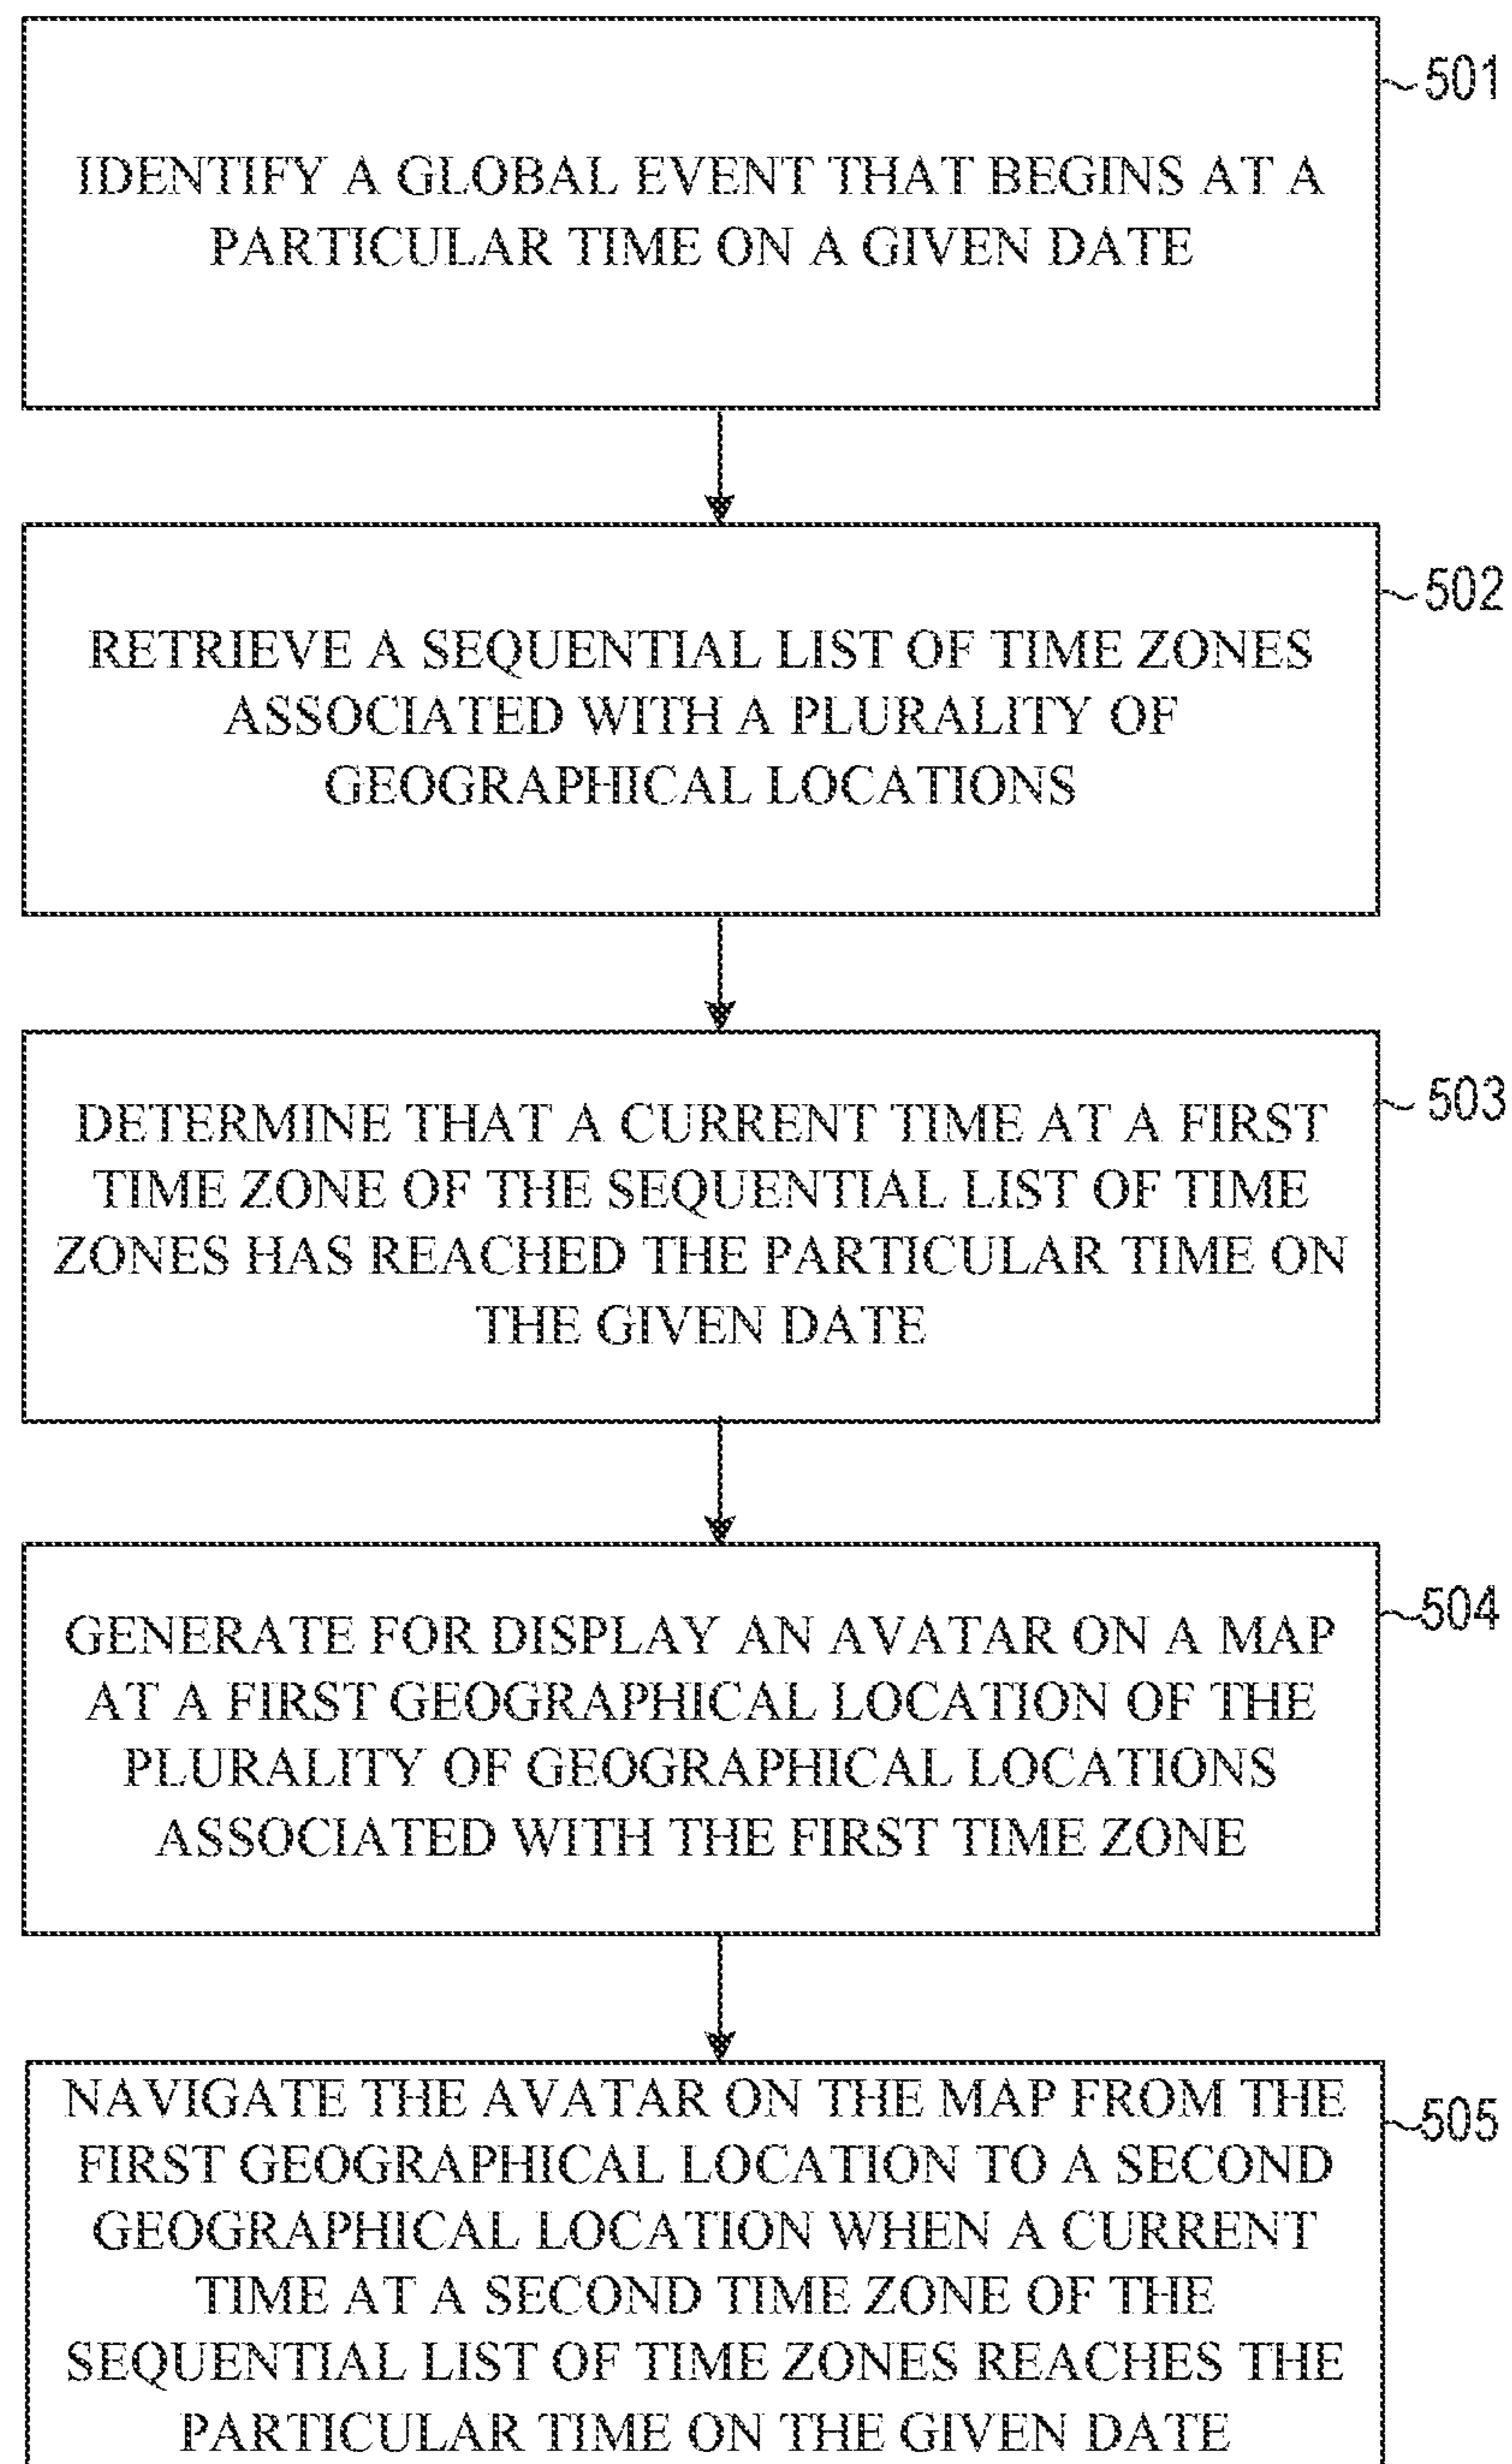 501
IDENTIFY A GLOBAL EVENT THAT BEGINS AT A
PARTICULAR TIME ON A GIVEN DATE
502
RETRIEVE A SEQUENTIAL LIST OF TIME ZONES
ASSOCIATED WITH A PLURALITY OF
GEOGRAPHICAL LOCATIONS
503
DETERMINE THAT A CURRENT TIME AT A FIRST
TIME ZONE OF THE SEQUENTIAL LIST OF TIME
ZONES HAS REACHED THE PARTICULAR TIME ON
THE GIVEN DATE
504
GENERATE FOR DISPLAY AN AVATAR ON A MAP
AT A FIRST GEOGRAPHICAL LOCATION OF THE
PLURALITY OF GEOGRAPHICAL LOCATIONS
ASSOCIATED WITH THE FIRST TIME ZONE
505
NAVIGATE THE AVATAR ON THE MAP FROM THE
FIRST GEOGRAPHICAL LOCATION TO A SECOND
GEOGRAPHICAL LOCATION WHEN A CURRENT
TIME AT A SECOND TIME ZONE OF THE
SEQUENTIAL LIST OF TIME ZONES REACHES THE
PARTICULAR TIME ON THE GIVEN DATE